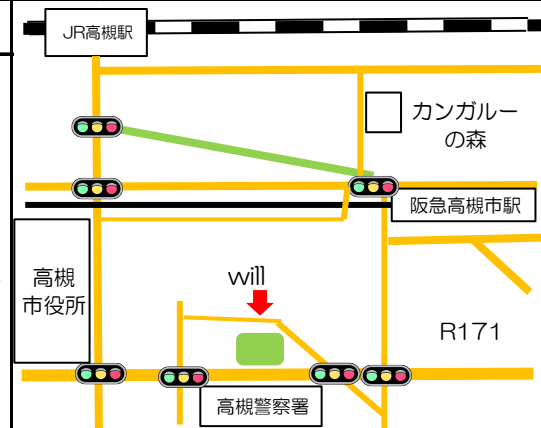 JR高槻駅
カンガルー
の森
阪急高槻市駅
高槻
市役所
will
R171
高槻警察署